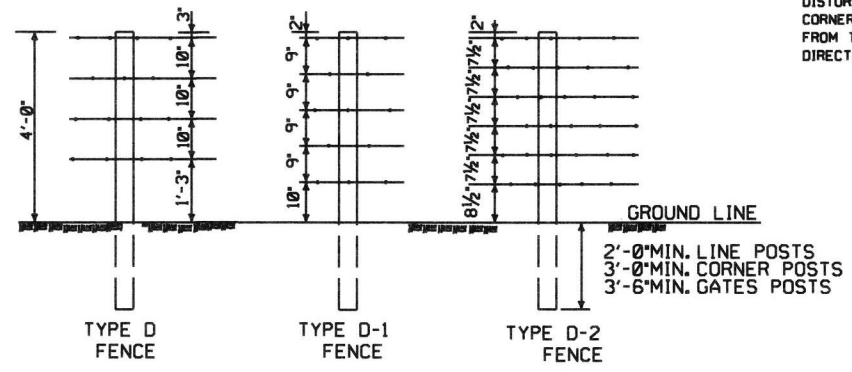 DISTOR
CORNER
FROM T
DIRECT
3"
10"
10"
10"
1'-3"
4'-0"
2"
9"
9"
9"
9"
10"
2"
7½"
7½"
7½"
7½"
7½"
8½"
GROUND LINE
2'-0"MIN. LINE POSTS
3'-0"MIN. CORNER POSTS
3'-6"MIN. GATES POSTS
TYPE D
FENCE
TYPE D-1
FENCE
TYPE D-2
FENCE